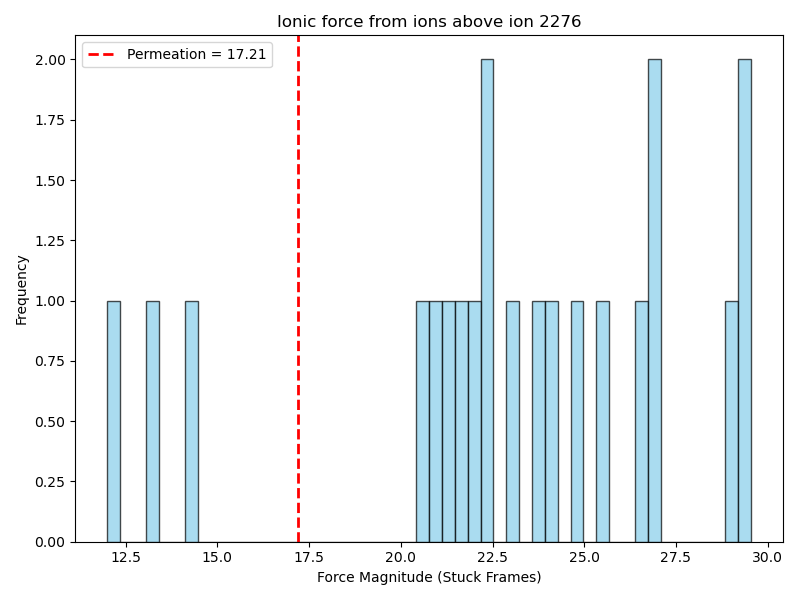 Ionic force from ions above ion 2276
Permeation = 17.21
Frequency
2.00
1.75
1.50
1.25
1.00
0.75
0.50
0.25
0.00
12.5 15.0 17.5 20.0 22.5 25.0 27.5 30.0
Force Magnitude (Stuck Frames)